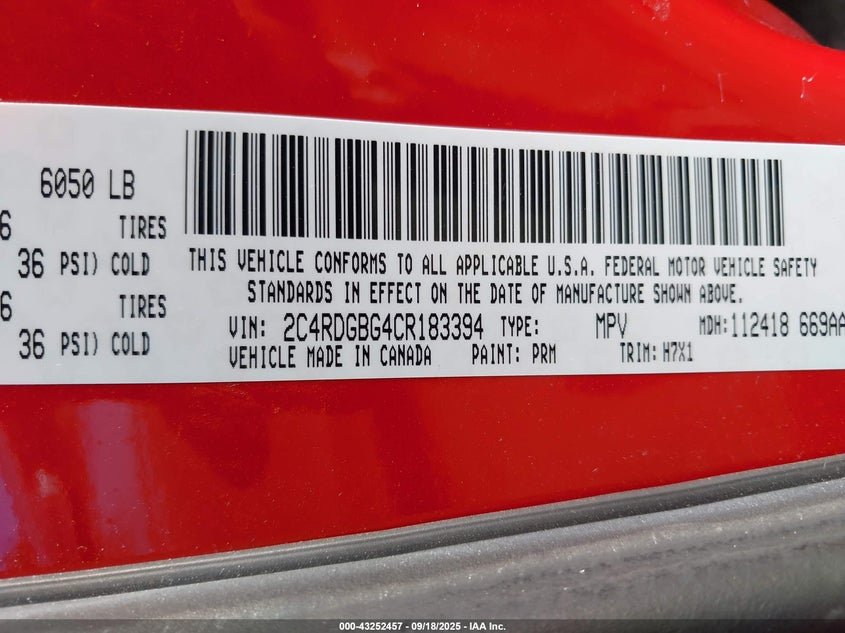 6050 LB
6 TIRES
36 PSI) COLD
6 TIRES
36 PSI) COLD
THIS VEHICLE CONFORMS TO ALL APPLICABLE U.S.A. FEDERAL MOTOR VEHICLE SAFETY
STANDARDS IN EFFECT ON THE DATE OF MANUFACTURE SHOWN ABOVE.
VIN: 2C4RDGBG4CR183394 TYPE: MPV MDH: 112418 669AA
VEHICLE MADE IN CANADA PAINT: PRM TRIM: H7X1
000-43252457 - 09/18/2025 - IAA Inc.